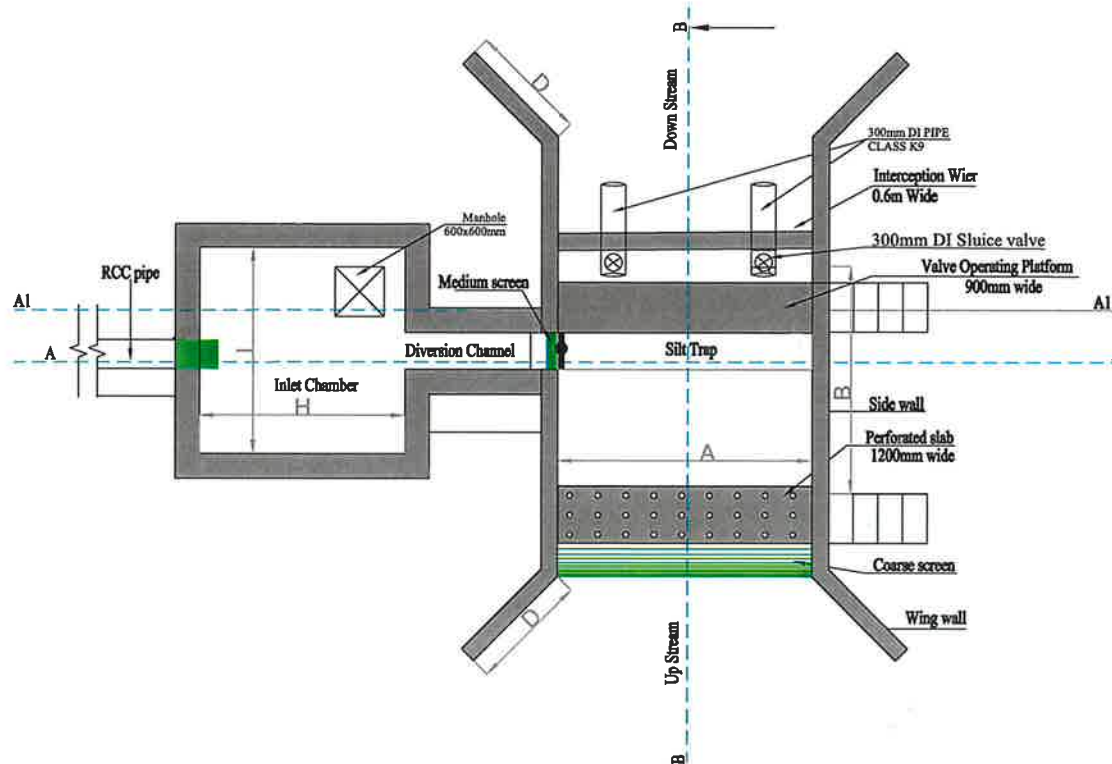 B
D
Down Stream
300mm DI PIPE
CLASS K9
Interception Wier
0.6m Wide
Manhole
600x600mm
300mm DI Sluice valve
RCC pipe
Medium screen
Valve Operating Platform
900mm wide
A1
A1
A
Diversion Channel
Silt Trap
I
Inlet Chamber
H
B
Side wall
A
Perforated slab
1200mm wide
Coarse screen
D
Wing wall
Up Stream
B